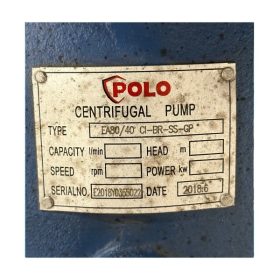 POLO
CENTRIFUGAL PUMP
TYPE EA80/40 CI-BR-SS-GP
CAPACITY l/min HEAD m
SPEED rpm POWER kw
SERIALNO. E2018Y0365022 DATE 2018.6